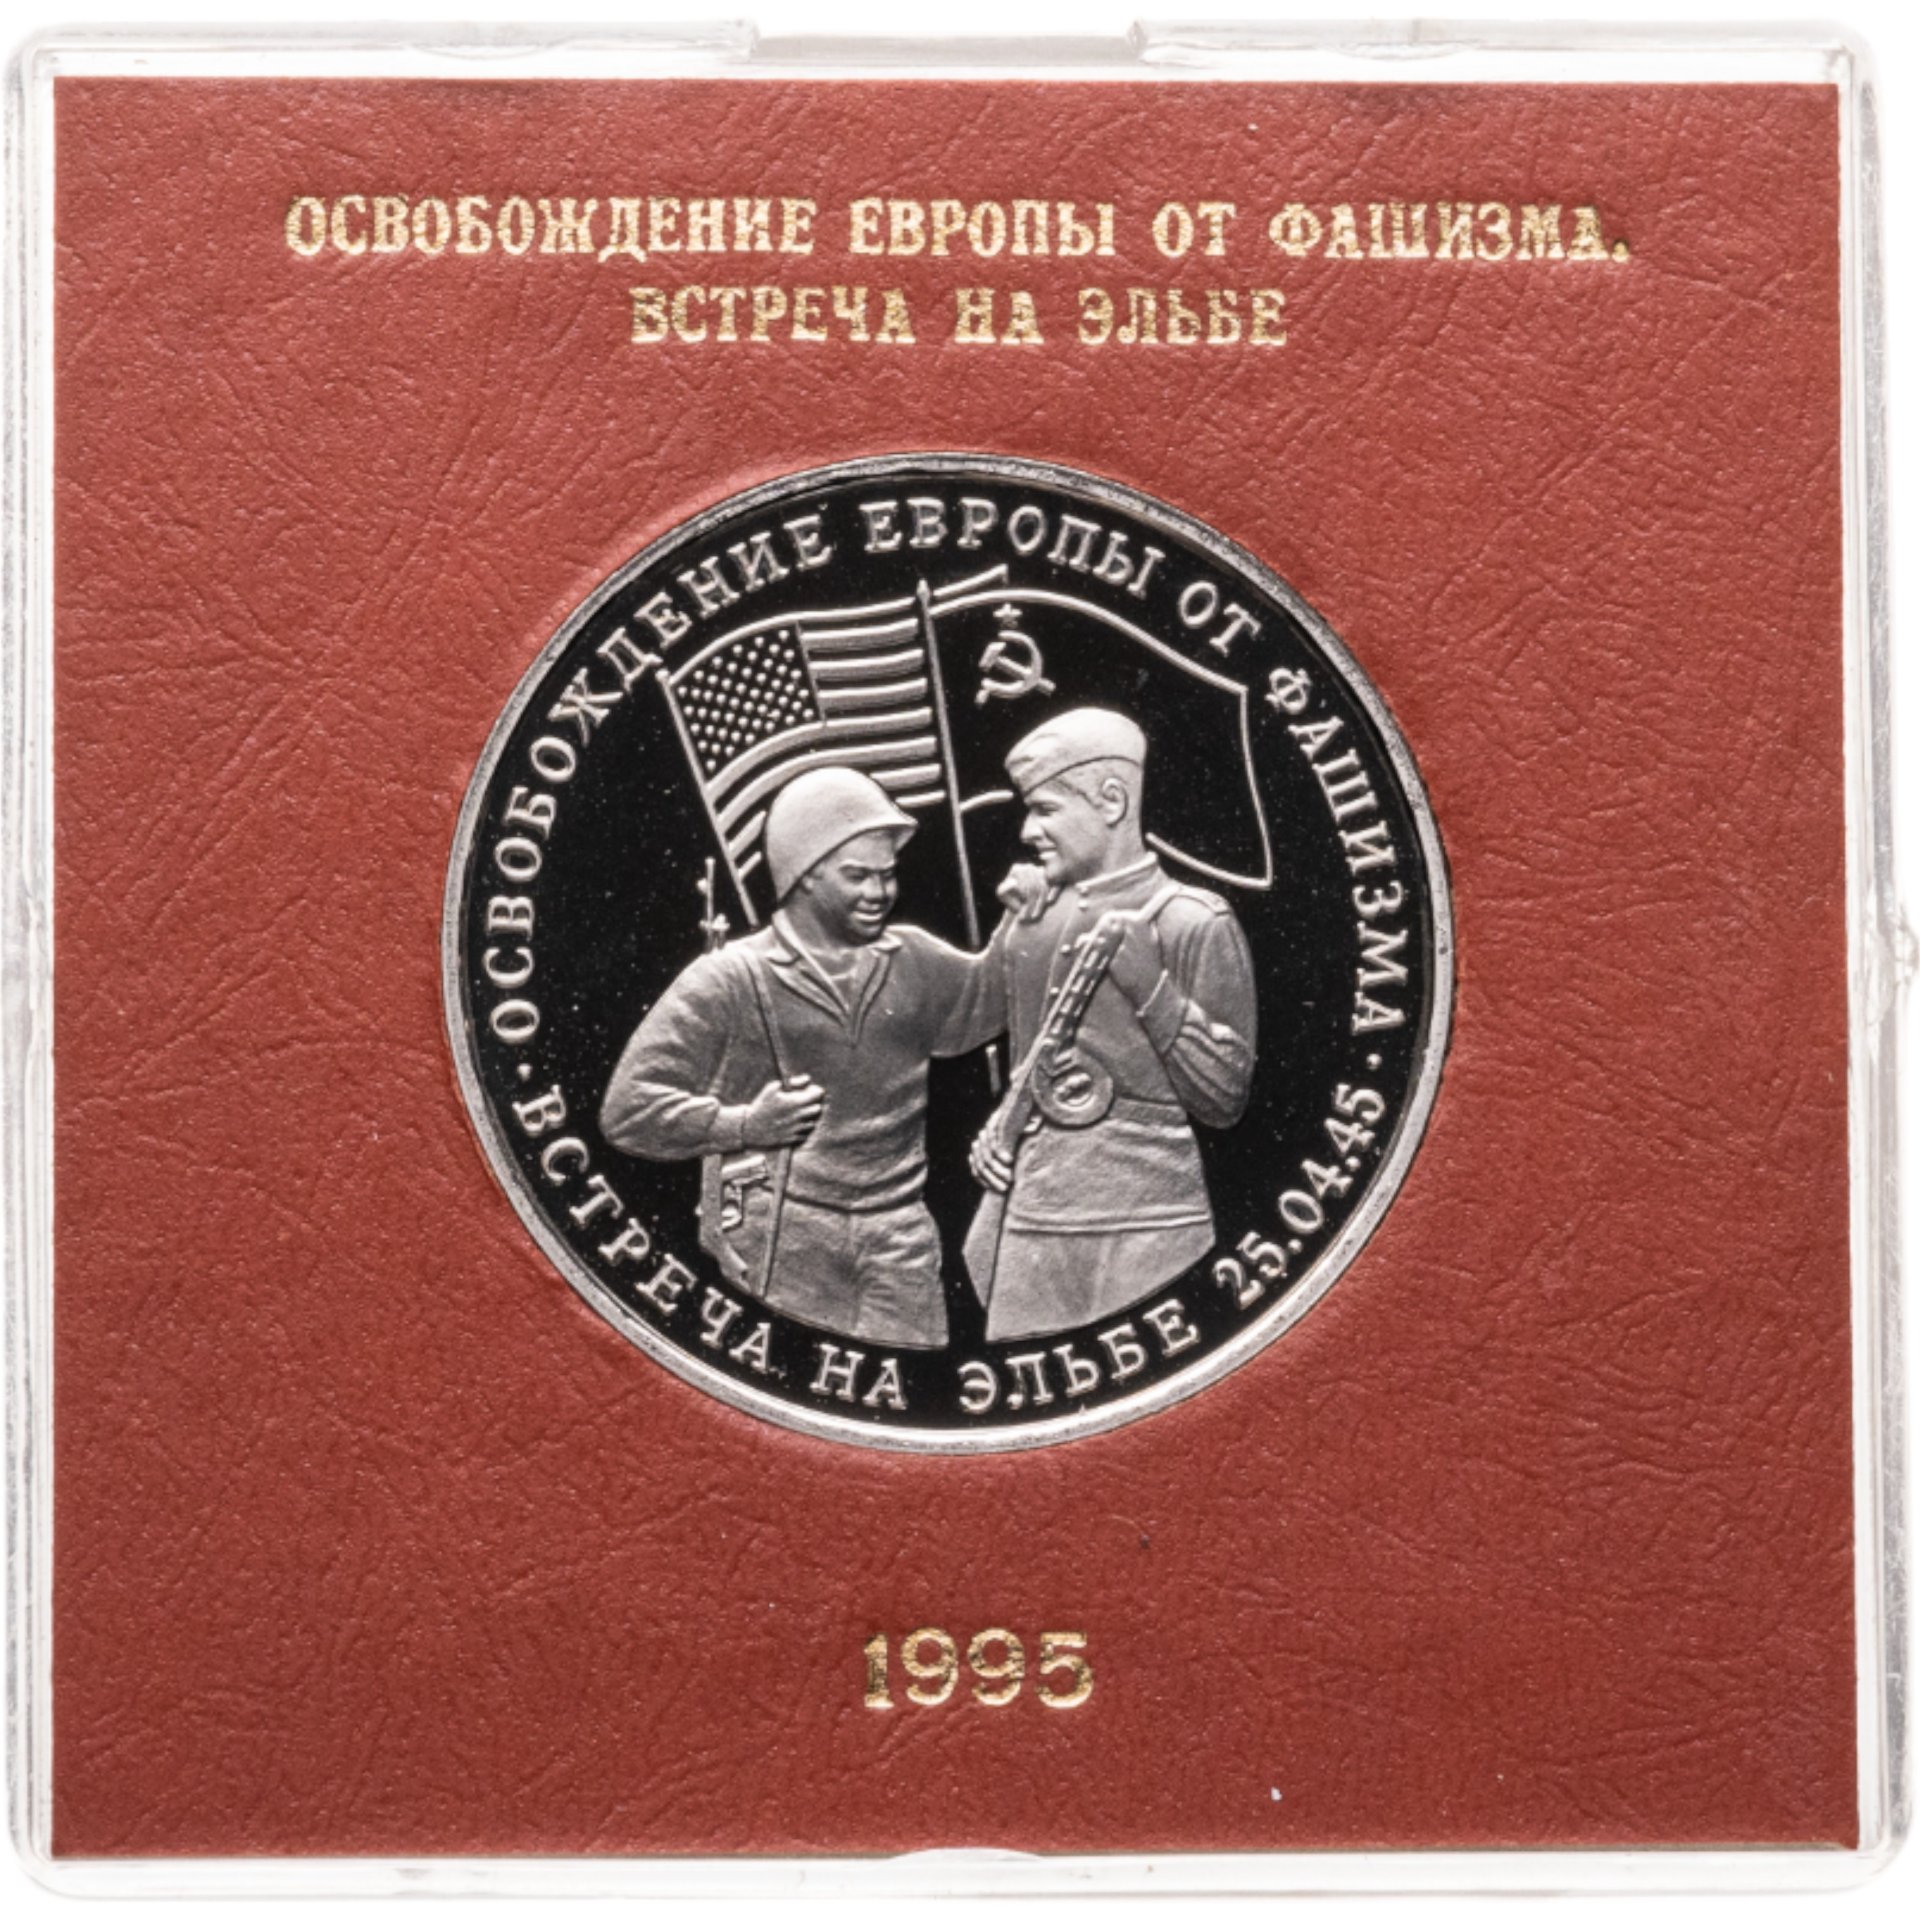 ОСВОБОЖДЕНИЕ ЕВРОПЫ ОТ ФАШИЗМА.
ВСТРЕЧА НА ЭЛЬБЕ
· ОСВОБОЖДЕНИЕ ЕВРОПЫ ОТ ФАШИЗМА ·
ВСТРЕЧА НА ЭЛЬБЕ 25.04.45
1995